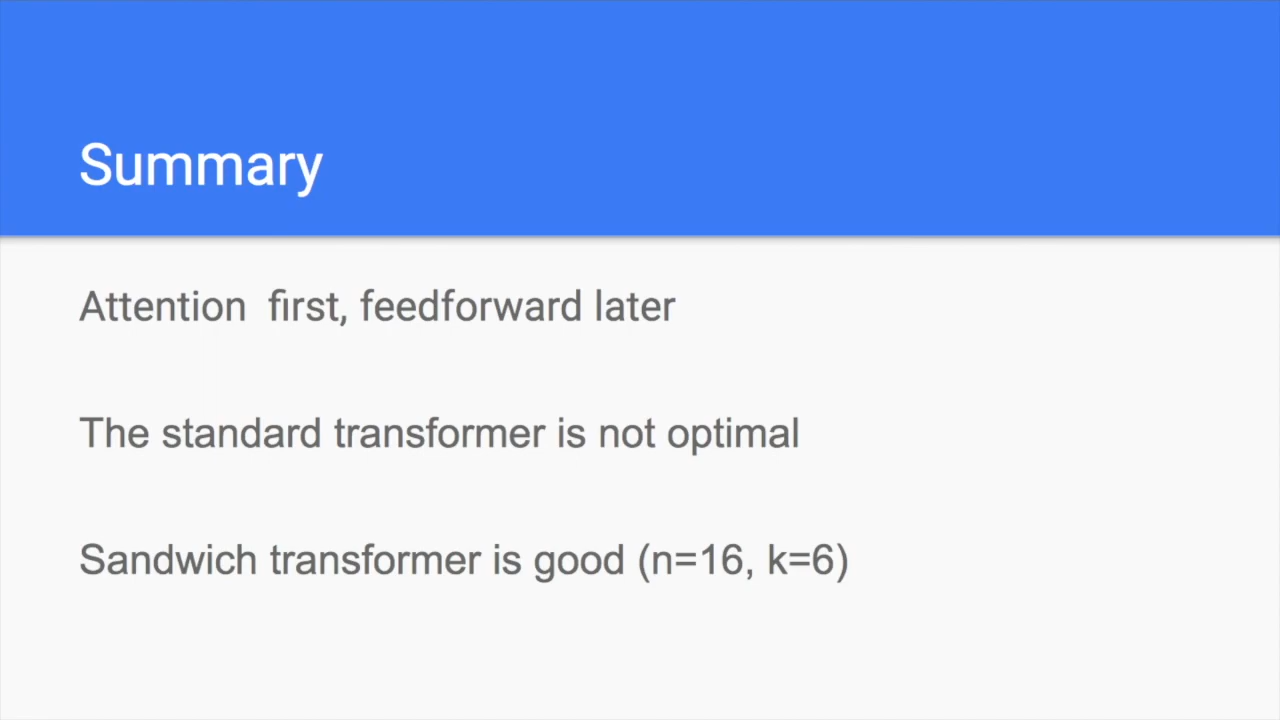 Summary
Attention  first, feedforward later
The standard transformer is not optimal
Sandwich transformer is good (n=16, k=6)